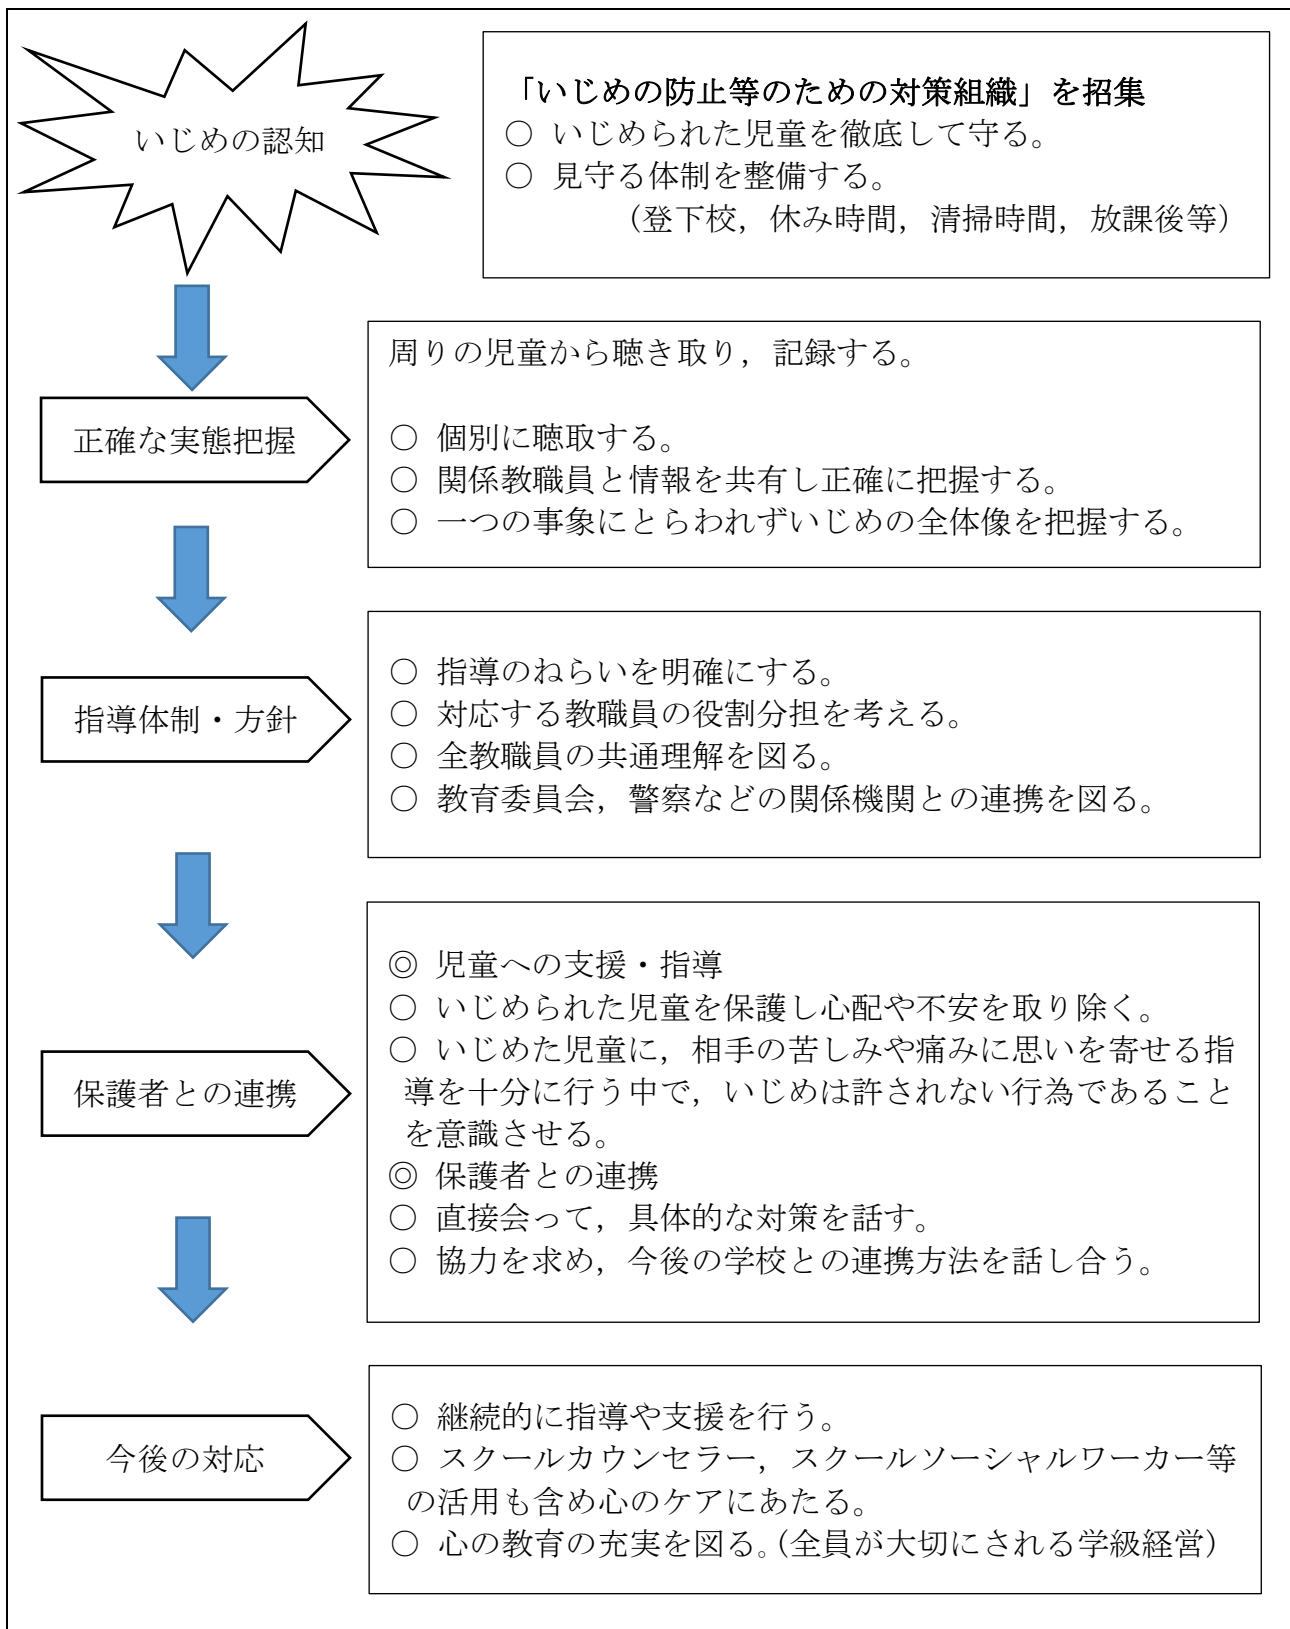 いじめの認知
「いじめの防止等のための対策組織」を招集
○ いじめられた児童を徹底して守る。
○ 見守る体制を整備する。
（登下校，休み時間，清掃時間，放課後等）
正確な実態把握
周りの児童から聴き取り，記録する。
○ 個別に聴取する。
○ 関係教職員と情報を共有し正確に把握する。
○ 一つの事象にとらわれずいじめの全体像を把握する。
指導体制・方針
○ 指導のねらいを明確にする。
○ 対応する教職員の役割分担を考える。
○ 全教職員の共通理解を図る。
○ 教育委員会，警察などの関係機関との連携を図る。
保護者との連携
◎ 児童への支援・指導
○ いじめられた児童を保護し心配や不安を取り除く。
○ いじめた児童に，相手の苦しみや痛みに思いを寄せる指
導を十分に行う中で，いじめは許されない行為であること
を意識させる。
◎ 保護者との連携
○ 直接会って，具体的な対策を話す。
○ 協力を求め，今後の学校との連携方法を話し合う。
今後の対応
○ 継続的に指導や支援を行う。
○ スクールカウンセラー，スクールソーシャルワーカー等
の活用も含め心のケアにあたる。
○ 心の教育の充実を図る。（全員が大切にされる学級経営）